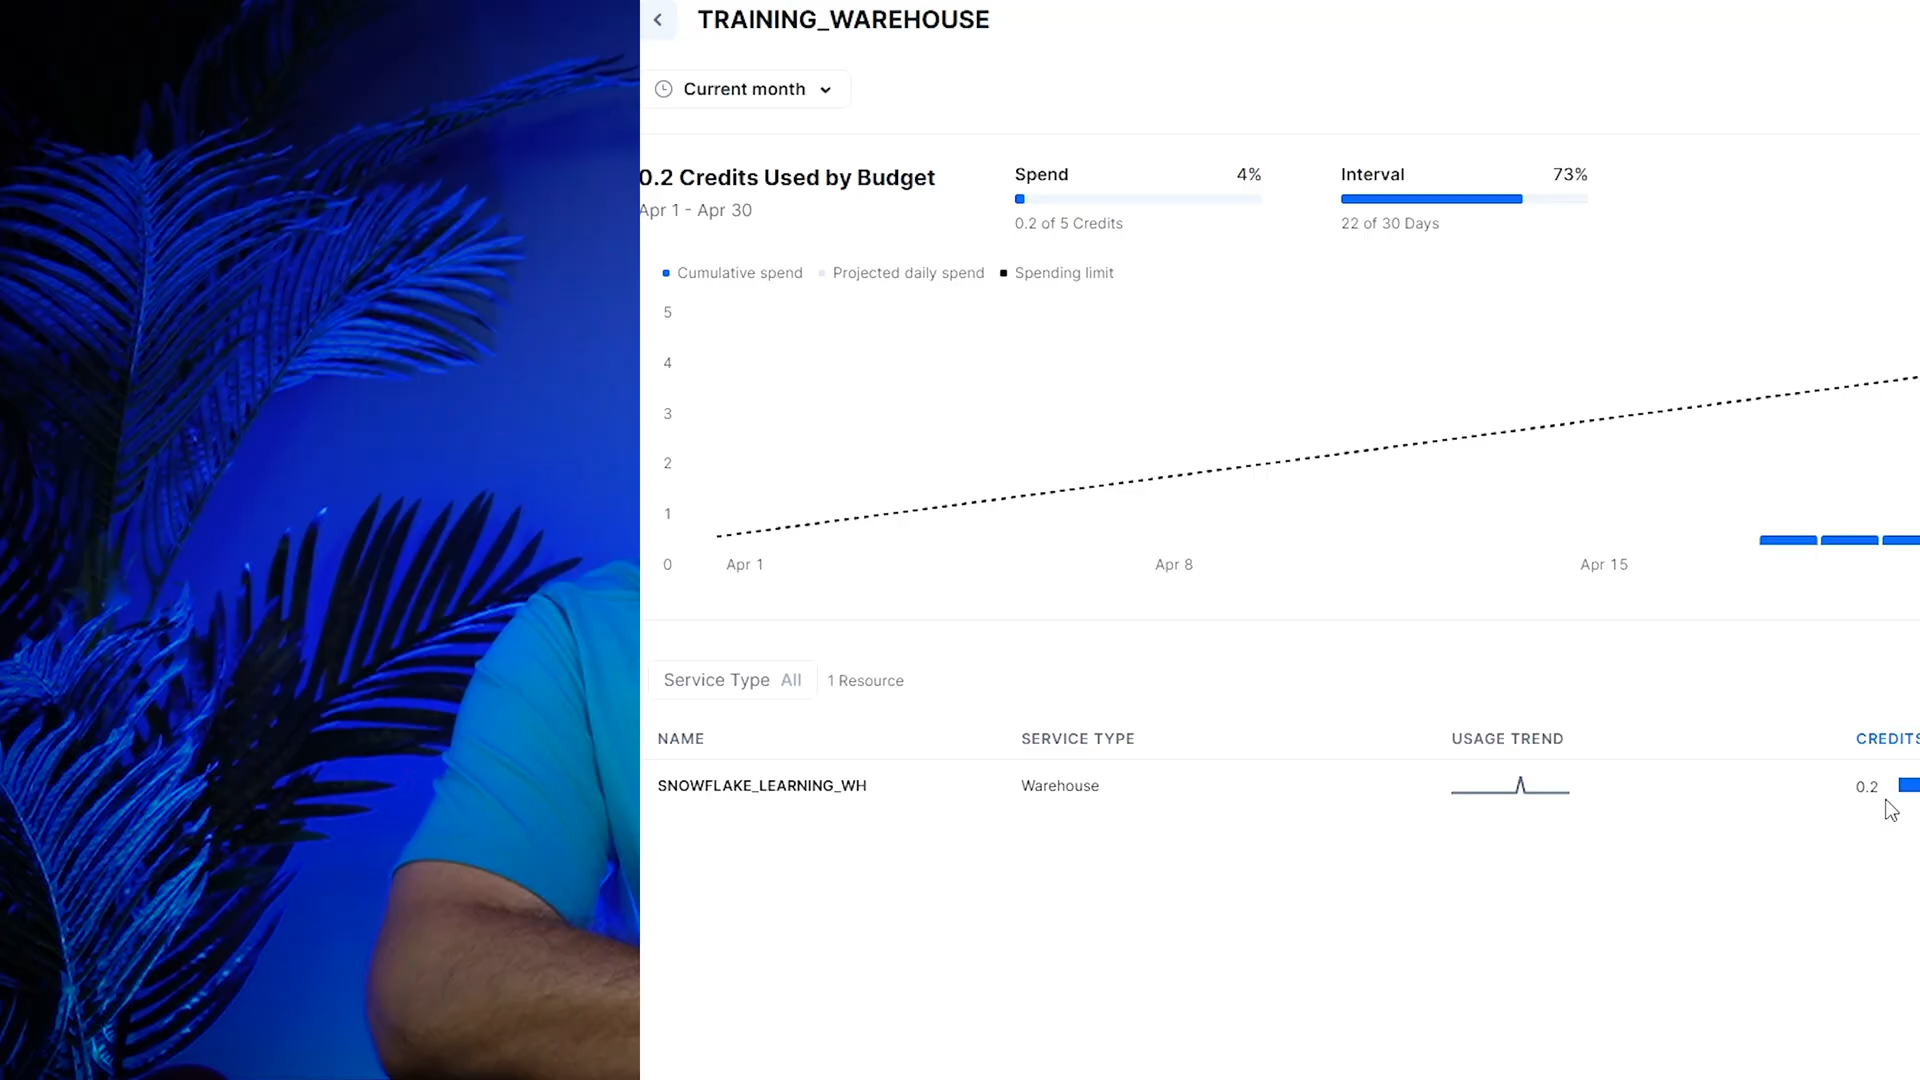 TRAINING_WAREHOUSE
Current month
0.2 Credits Used by Budget
Apr 1 - Apr 30
Spend 4%
0.2 of 5 Credits
Interval 73%
22 of 30 Days
Cumulative spend Projected daily spend Spending limit
5
4
3
2
1
0
Apr 1 Apr 8 Apr 15
Service Type All 1 Resource
NAME SERVICE TYPE USAGE TREND CREDITS
SNOWFLAKE_LEARNING_WH Warehouse 0.2